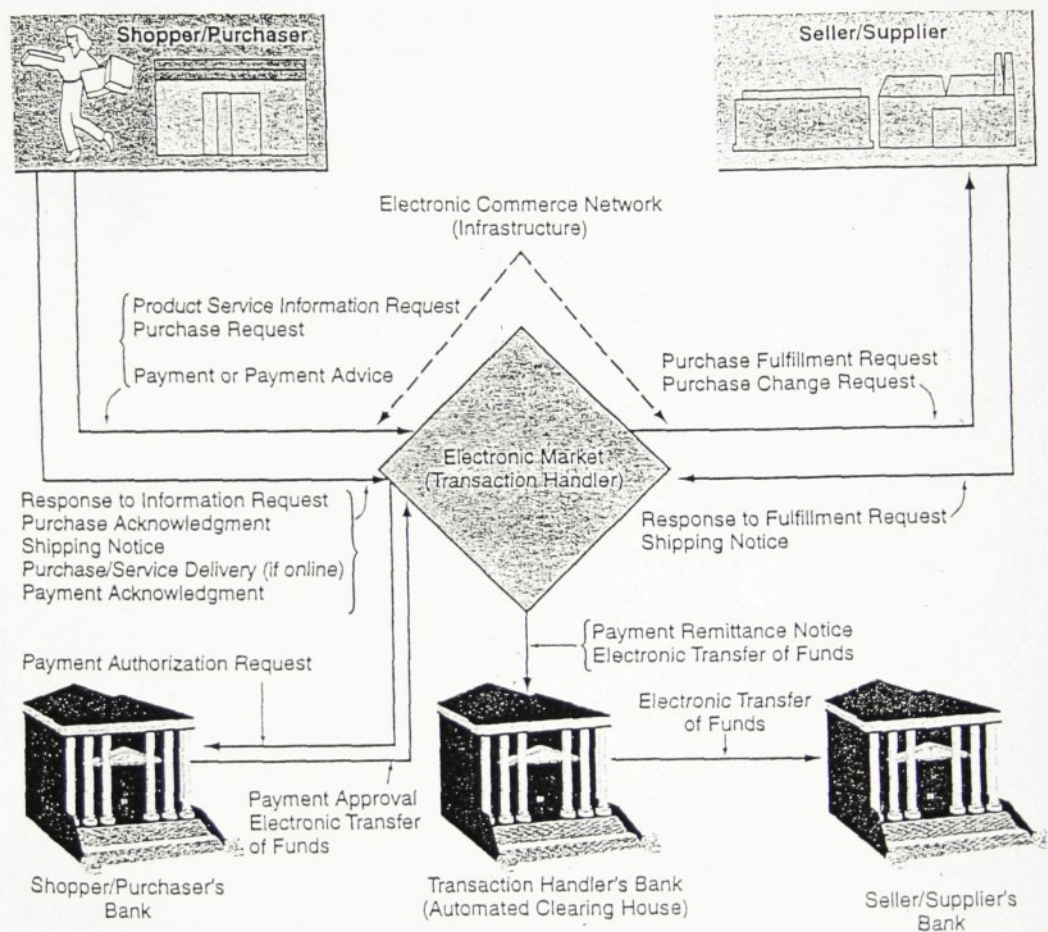 Shopper/Purchaser
Seller/Supplier
Electronic Commerce Network
(Infrastructure)
Product Service Information Request
Purchase Request
Payment or Payment Advice
Purchase Fulfillment Request
Purchase Change Request
Electronic Market
(Transaction Handler)
Response to Information Request
Purchase Acknowledgment
Shipping Notice
Purchase/Service Delivery (if online)
Payment Acknowledgment
Response to Fulfillment Request
Shipping Notice
Payment Remittance Notice
Electronic Transfer of Funds
Payment Authorization Request
Electronic Transfer
of Funds
Payment Approval
Electronic Transfer
of Funds
Shopper/Purchaser's
Bank
Transaction Handler's Bank
(Automated Clearing House)
Seller/Supplier's
Bank